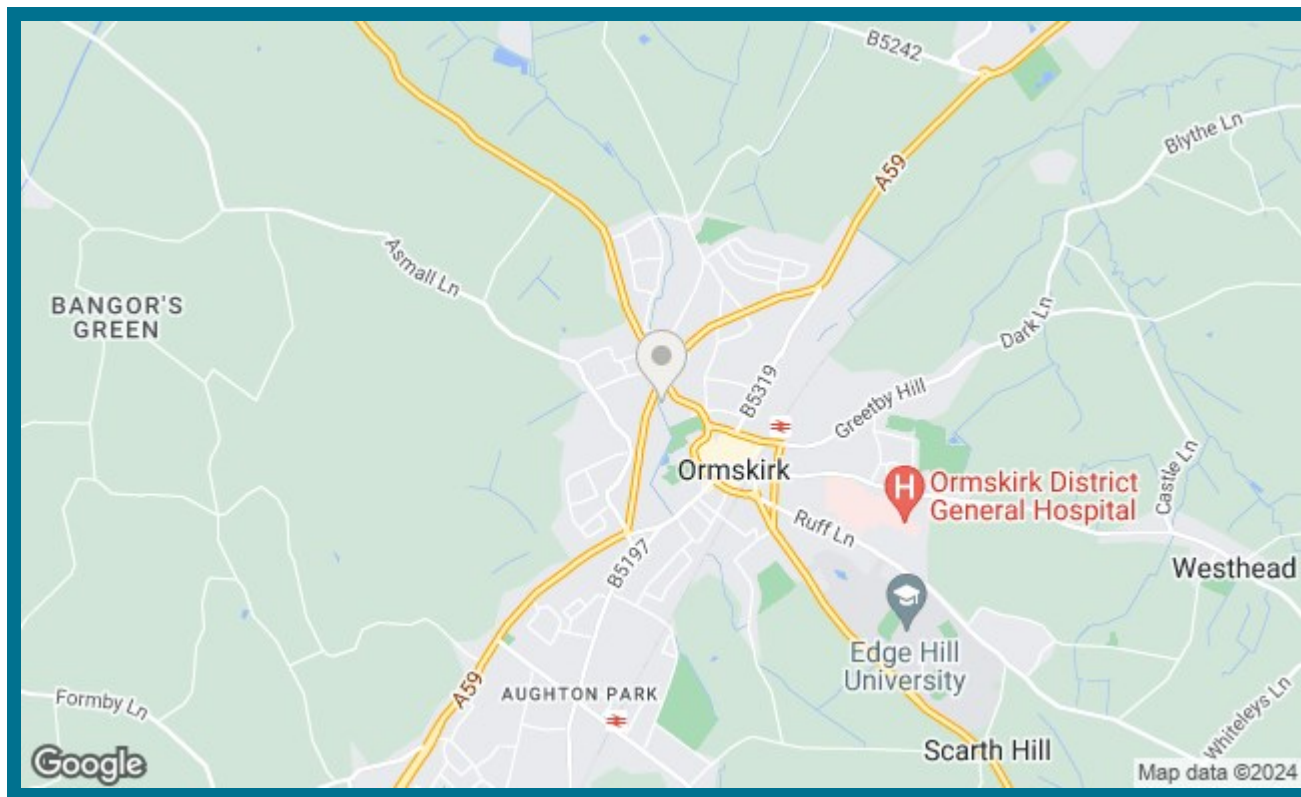 B5242
Blythe Ln
A59
Asmall Ln
BANGOR'S
GREEN
Dark Ln
B5319
Greetby Hill
Ormskirk
Ormskirk District
General Hospital
H
Castle Ln
Ruff Ln
B5197
Westhead
Edge Hill
University
AUGHTON PARK
A59
Formby Ln
Whiteleys Ln
Scarth Hill
Google
Map data ©2024